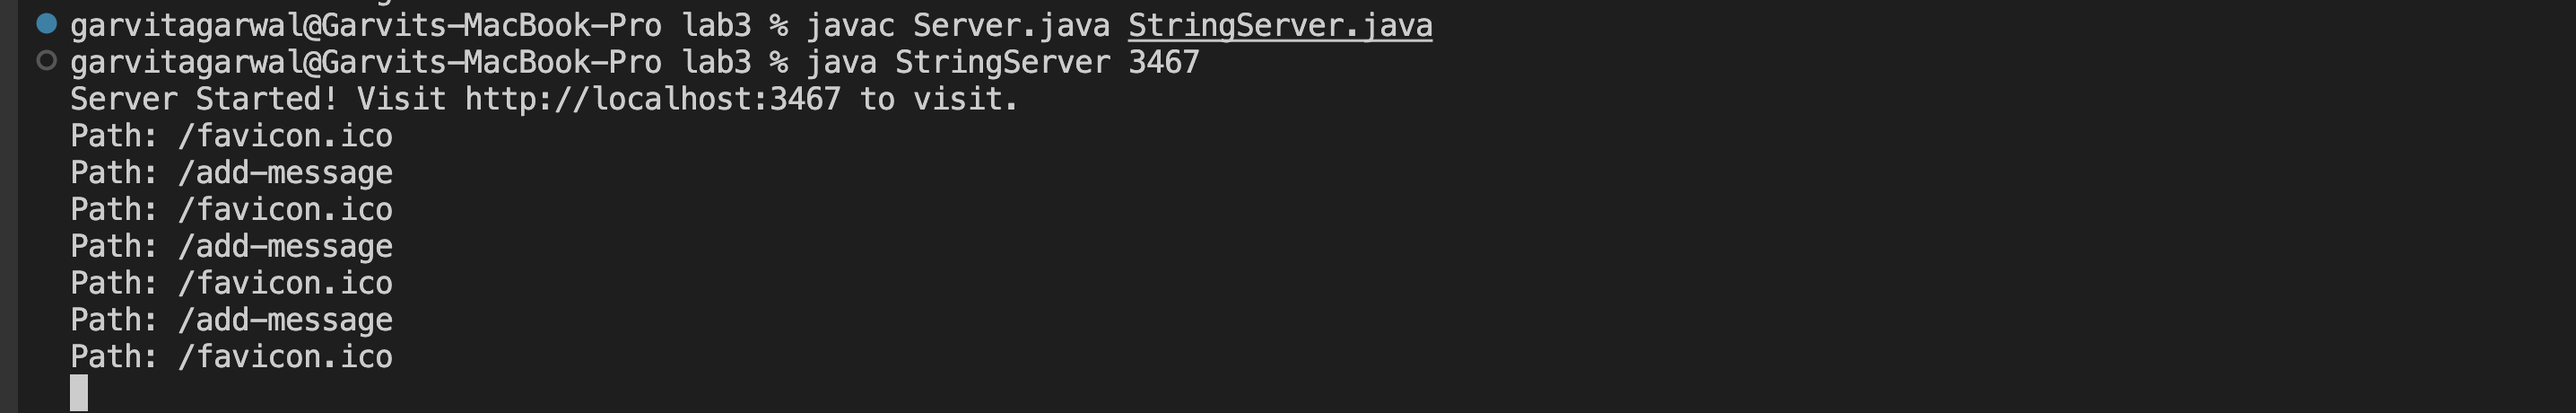 garvitagarwal@Garvits-MacBook-Pro lab3 % javac Server.java StringServer.java
garvitagarwal@Garvits-MacBook-Pro lab3 % java StringServer 3467
Server Started! Visit http://localhost:3467 to visit.
Path: /favicon.ico
Path: /add-message
Path: /favicon.ico
Path: /add-message
Path: /favicon.ico
Path: /add-message
Path: /favicon.ico